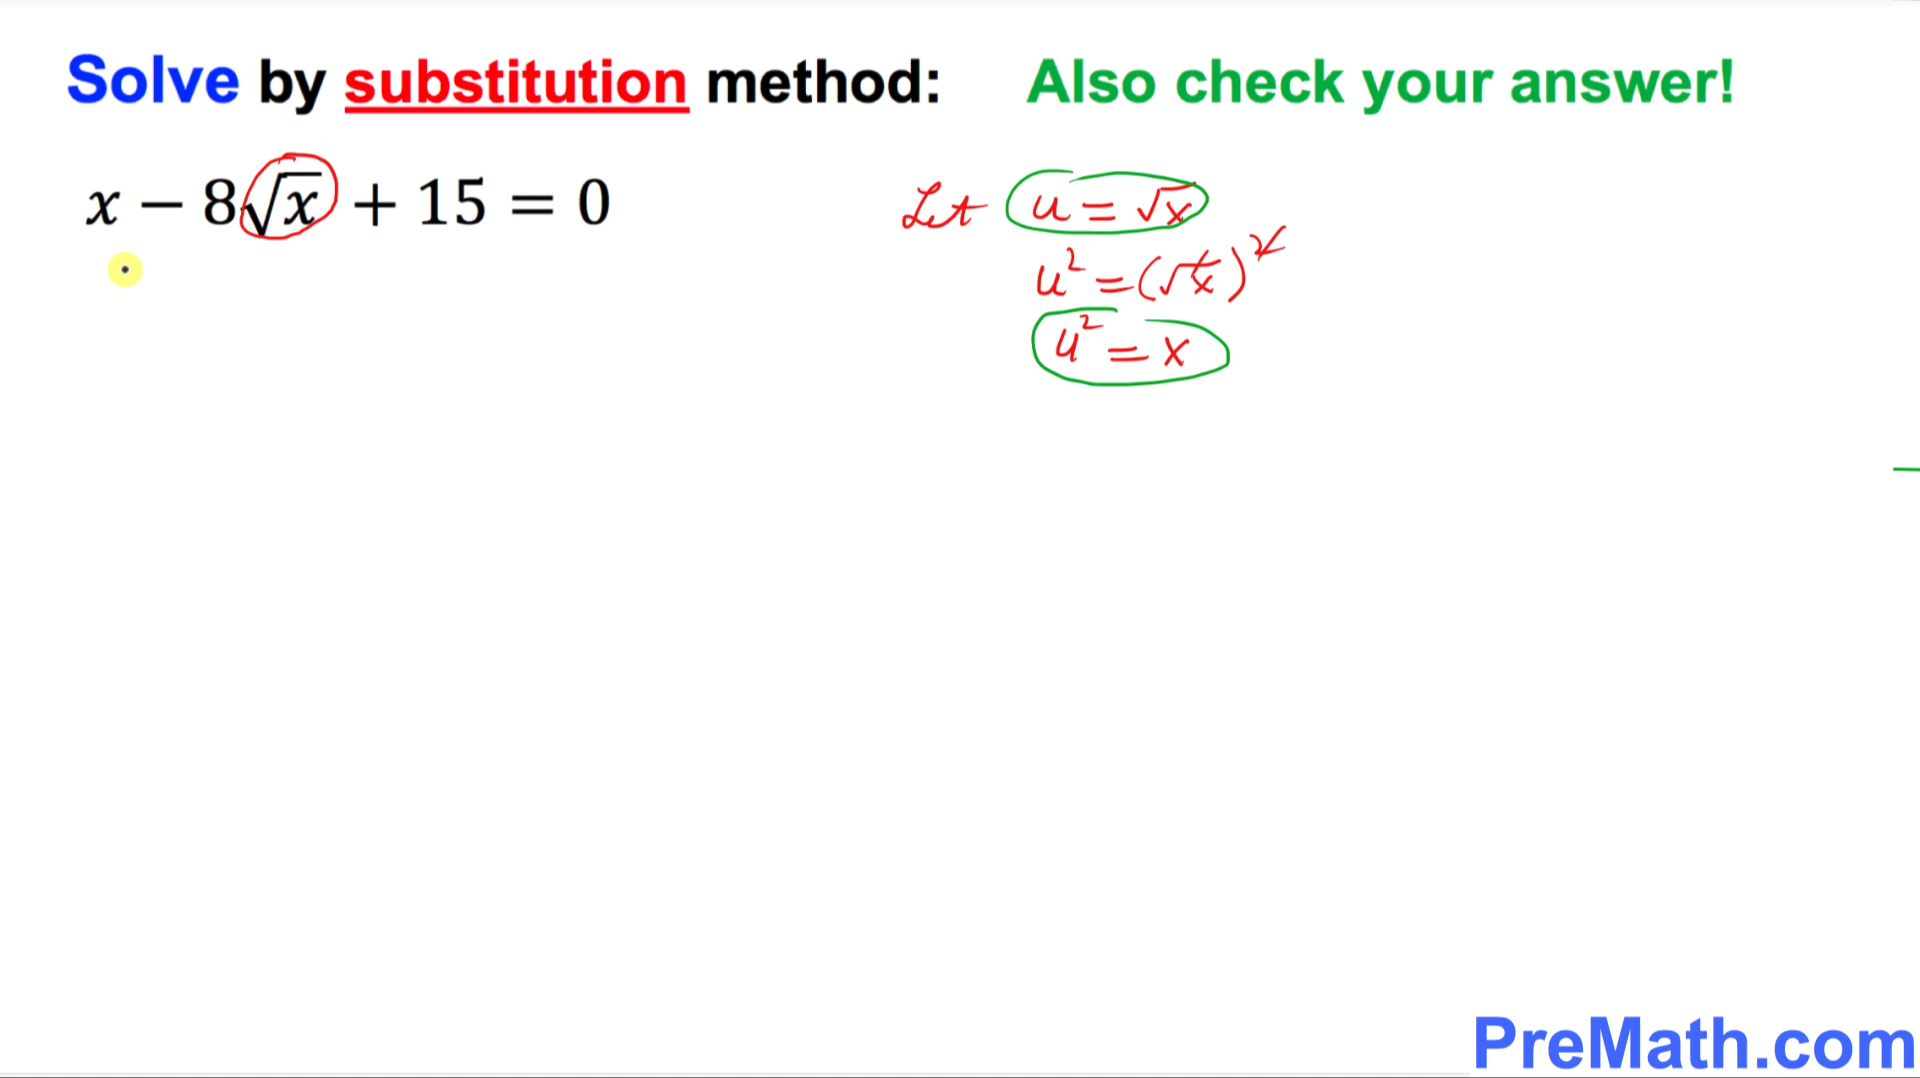 Solve by substitution method: Also check your answer!
x − 8√x + 15 = 0
Let u = √x
u² = (√x)²
u² = x
PreMath.com